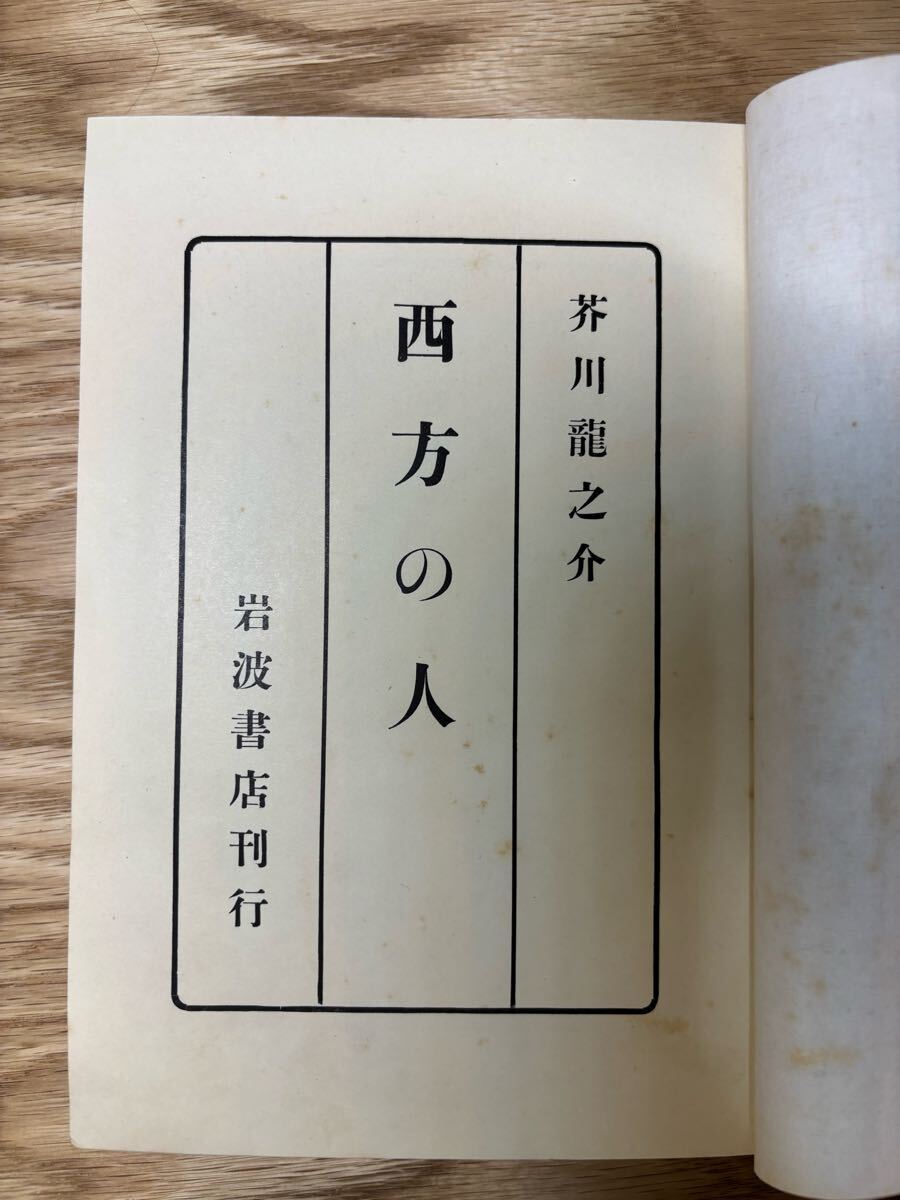 芥川龍之介
西方の人
岩波書店刊行